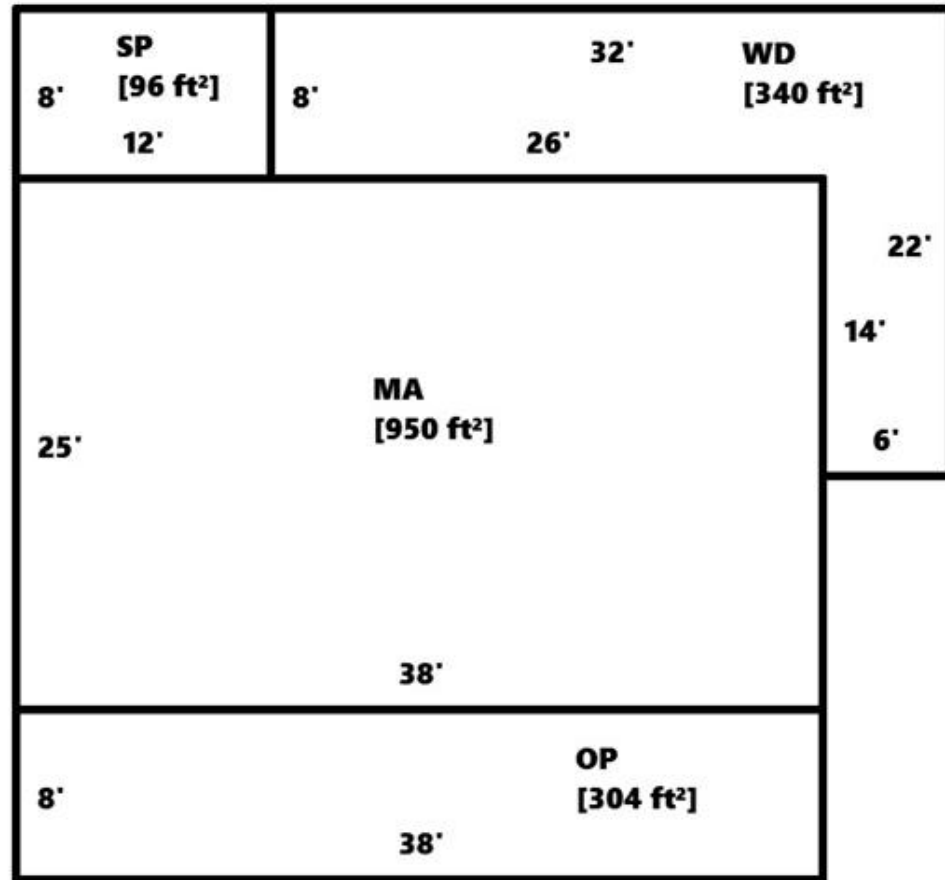 SP
[96 ft²]
8'
12'
32'
WD
[340 ft²]
8'
26'
22'
14'
6'
MA
[950 ft²]
25'
38'
OP
[304 ft²]
8'
38'